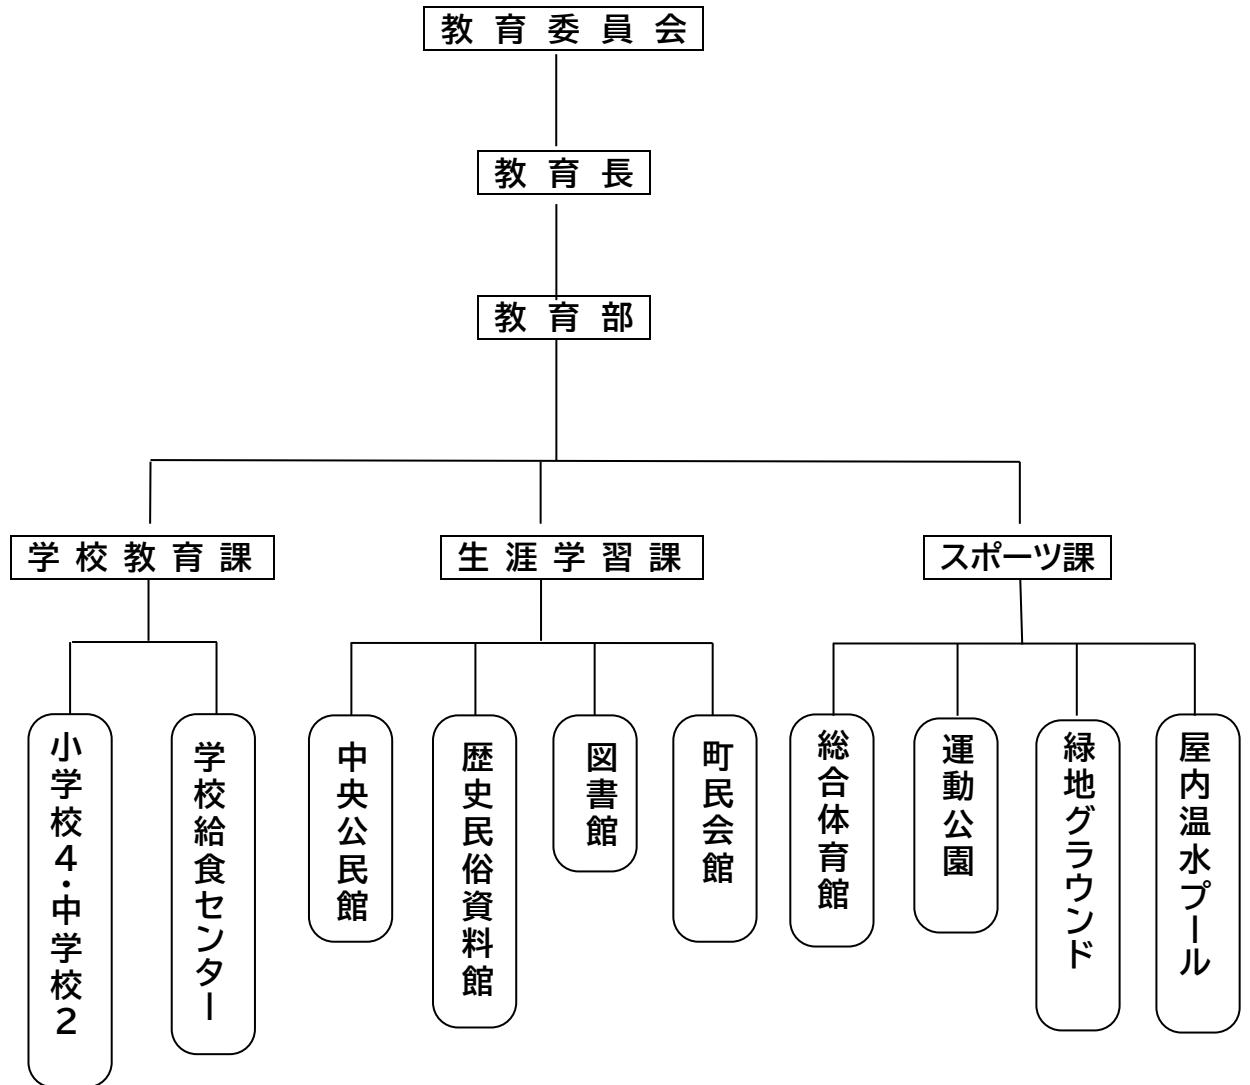 教育委員会
教育長
教育部
学校教育課
生涯学習課
スポーツ課
小学校４・中学校２
学校給食センター
中央公民館
歴史民俗資料館
図書館
町民会館
総合体育館
運動公園
緑地グラウンド
屋内温水プール